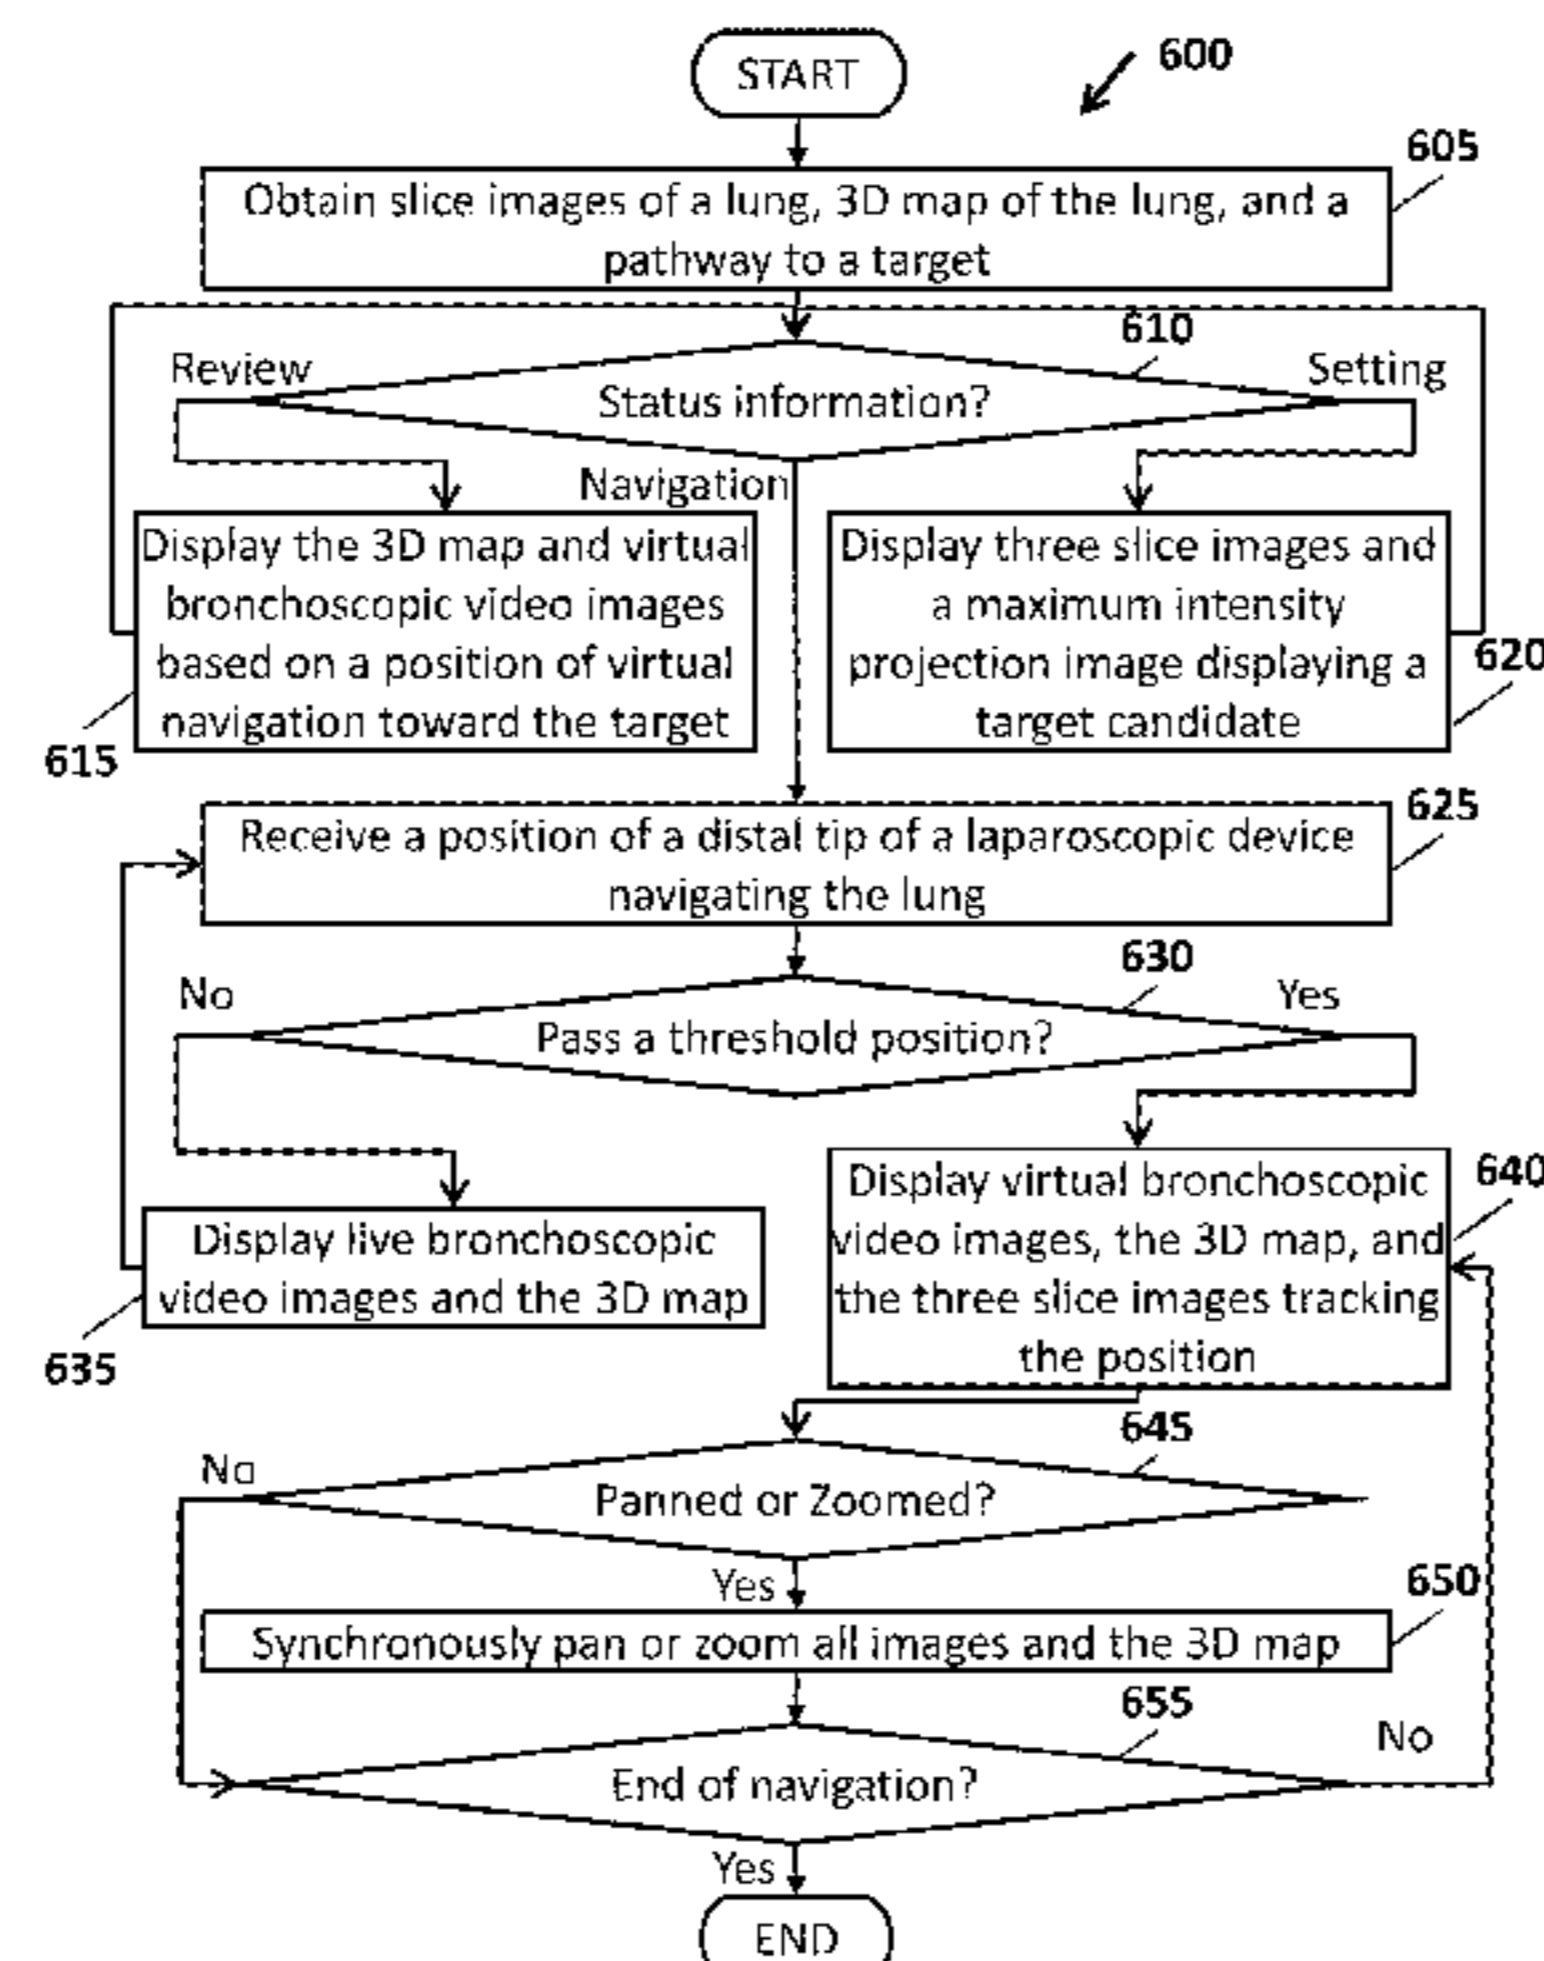 START
600
605
Obtain slice images of a lung, 3D map of the lung, and a
pathway to a target
610
Review
Setting
Status information?
Navigation
Display the 3D map and virtual
bronchoscopic video images
based on a position of virtual
navigation toward the target
615
Display three slice images and
a maximum intensity
projection image displaying a
target candidate
620
625
Receive a position of a distal tip of a laparoscopic device
navigating the lung
630
No
Yes
Pass a threshold position?
Display live bronchoscopic
video images and the 3D map
635
640
Display virtual bronchoscopic
video images, the 3D map, and
the three slice images tracking
the position
645
No
Panned or Zoomed?
Yes
650
Synchronously pan or zoom all images and the 3D map
655
No
End of navigation?
Yes
END